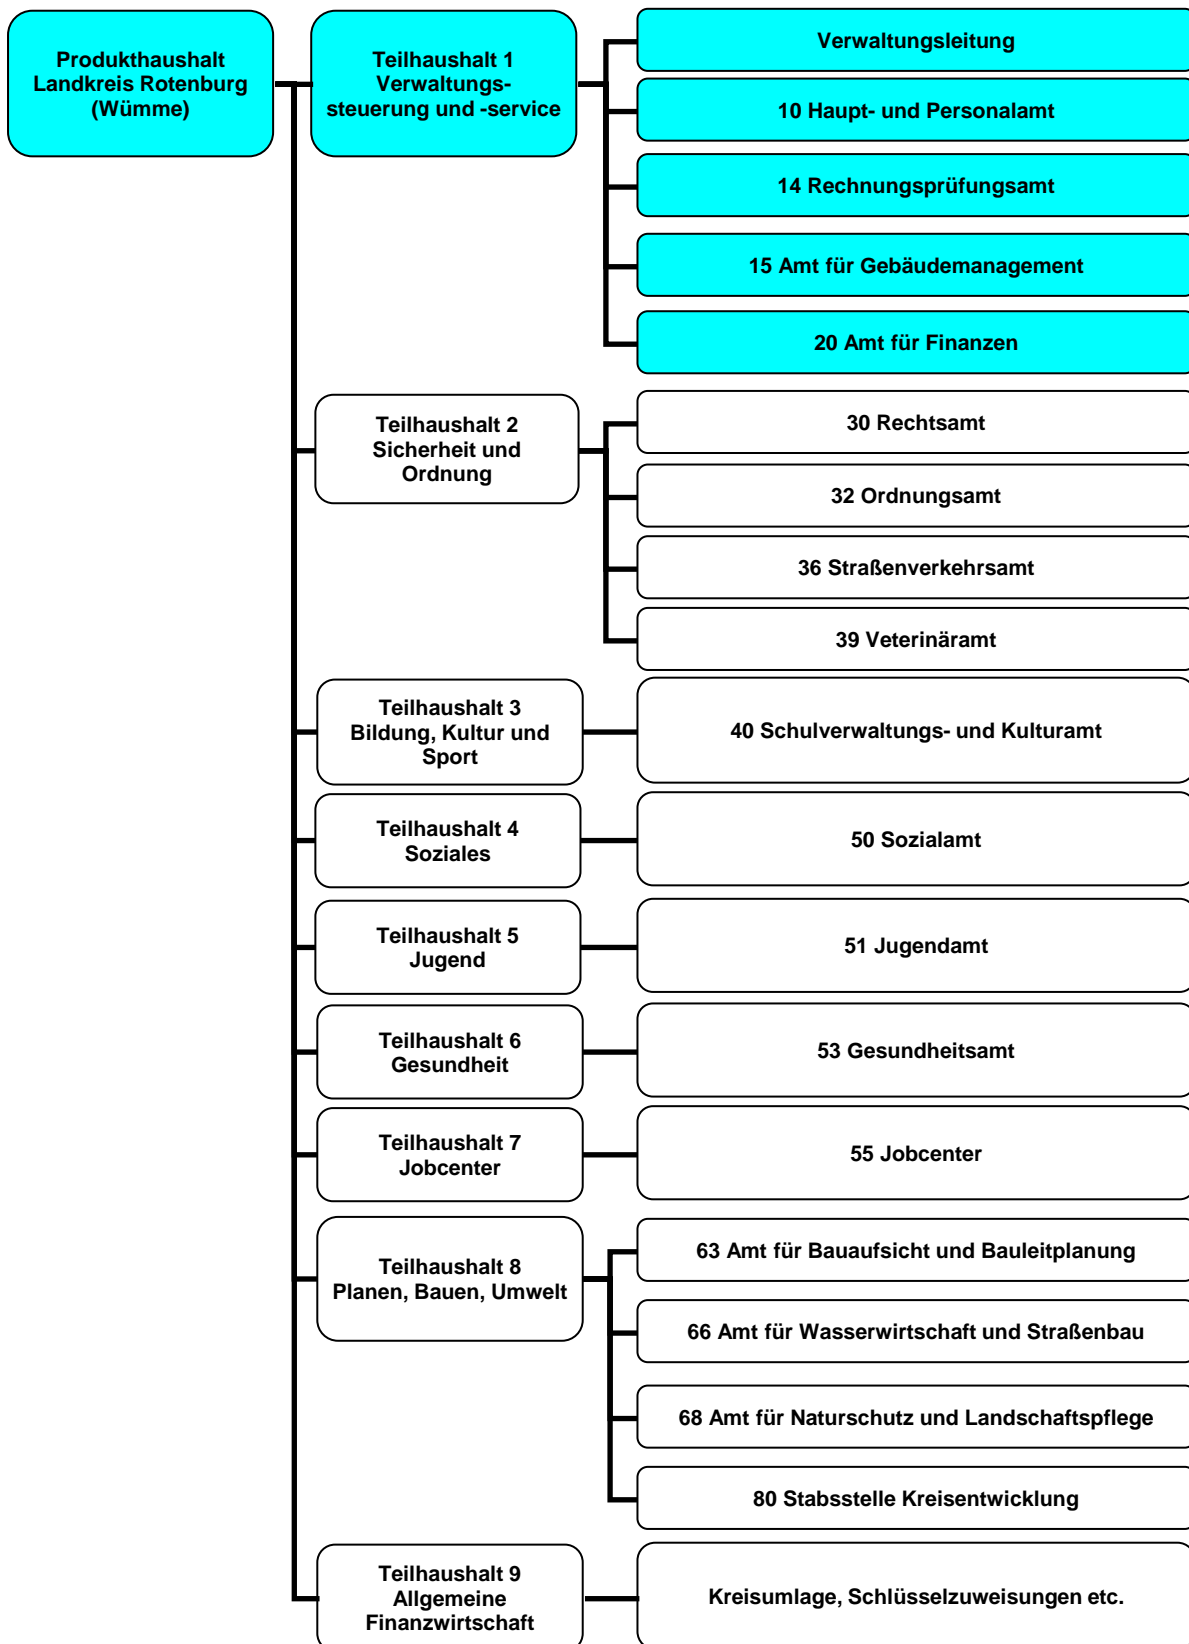 Produkthaushalt
Landkreis Rotenburg
(Wümme)
Teilhaushalt 1
Verwaltungs-
steuerung und -service
Verwaltungsleitung
10 Haupt- und Personalamt
14 Rechnungsprüfungsamt
15 Amt für Gebäudemanagement
20 Amt für Finanzen
Teilhaushalt 2
Sicherheit und
Ordnung
30 Rechtsamt
32 Ordnungsamt
36 Straßenverkehrsamt
39 Veterinäramt
Teilhaushalt 3
Bildung, Kultur und
Sport
40 Schulverwaltungs- und Kulturamt
Teilhaushalt 4
Soziales
50 Sozialamt
Teilhaushalt 5
Jugend
51 Jugendamt
Teilhaushalt 6
Gesundheit
53 Gesundheitsamt
Teilhaushalt 7
Jobcenter
55 Jobcenter
Teilhaushalt 8
Planen, Bauen, Umwelt
63 Amt für Bauaufsicht und Bauleitplanung
66 Amt für Wasserwirtschaft und Straßenbau
68 Amt für Naturschutz und Landschaftspflege
80 Stabsstelle Kreisentwicklung
Teilhaushalt 9
Allgemeine
Finanzwirtschaft
Kreisumlage, Schlüsselzuweisungen etc.